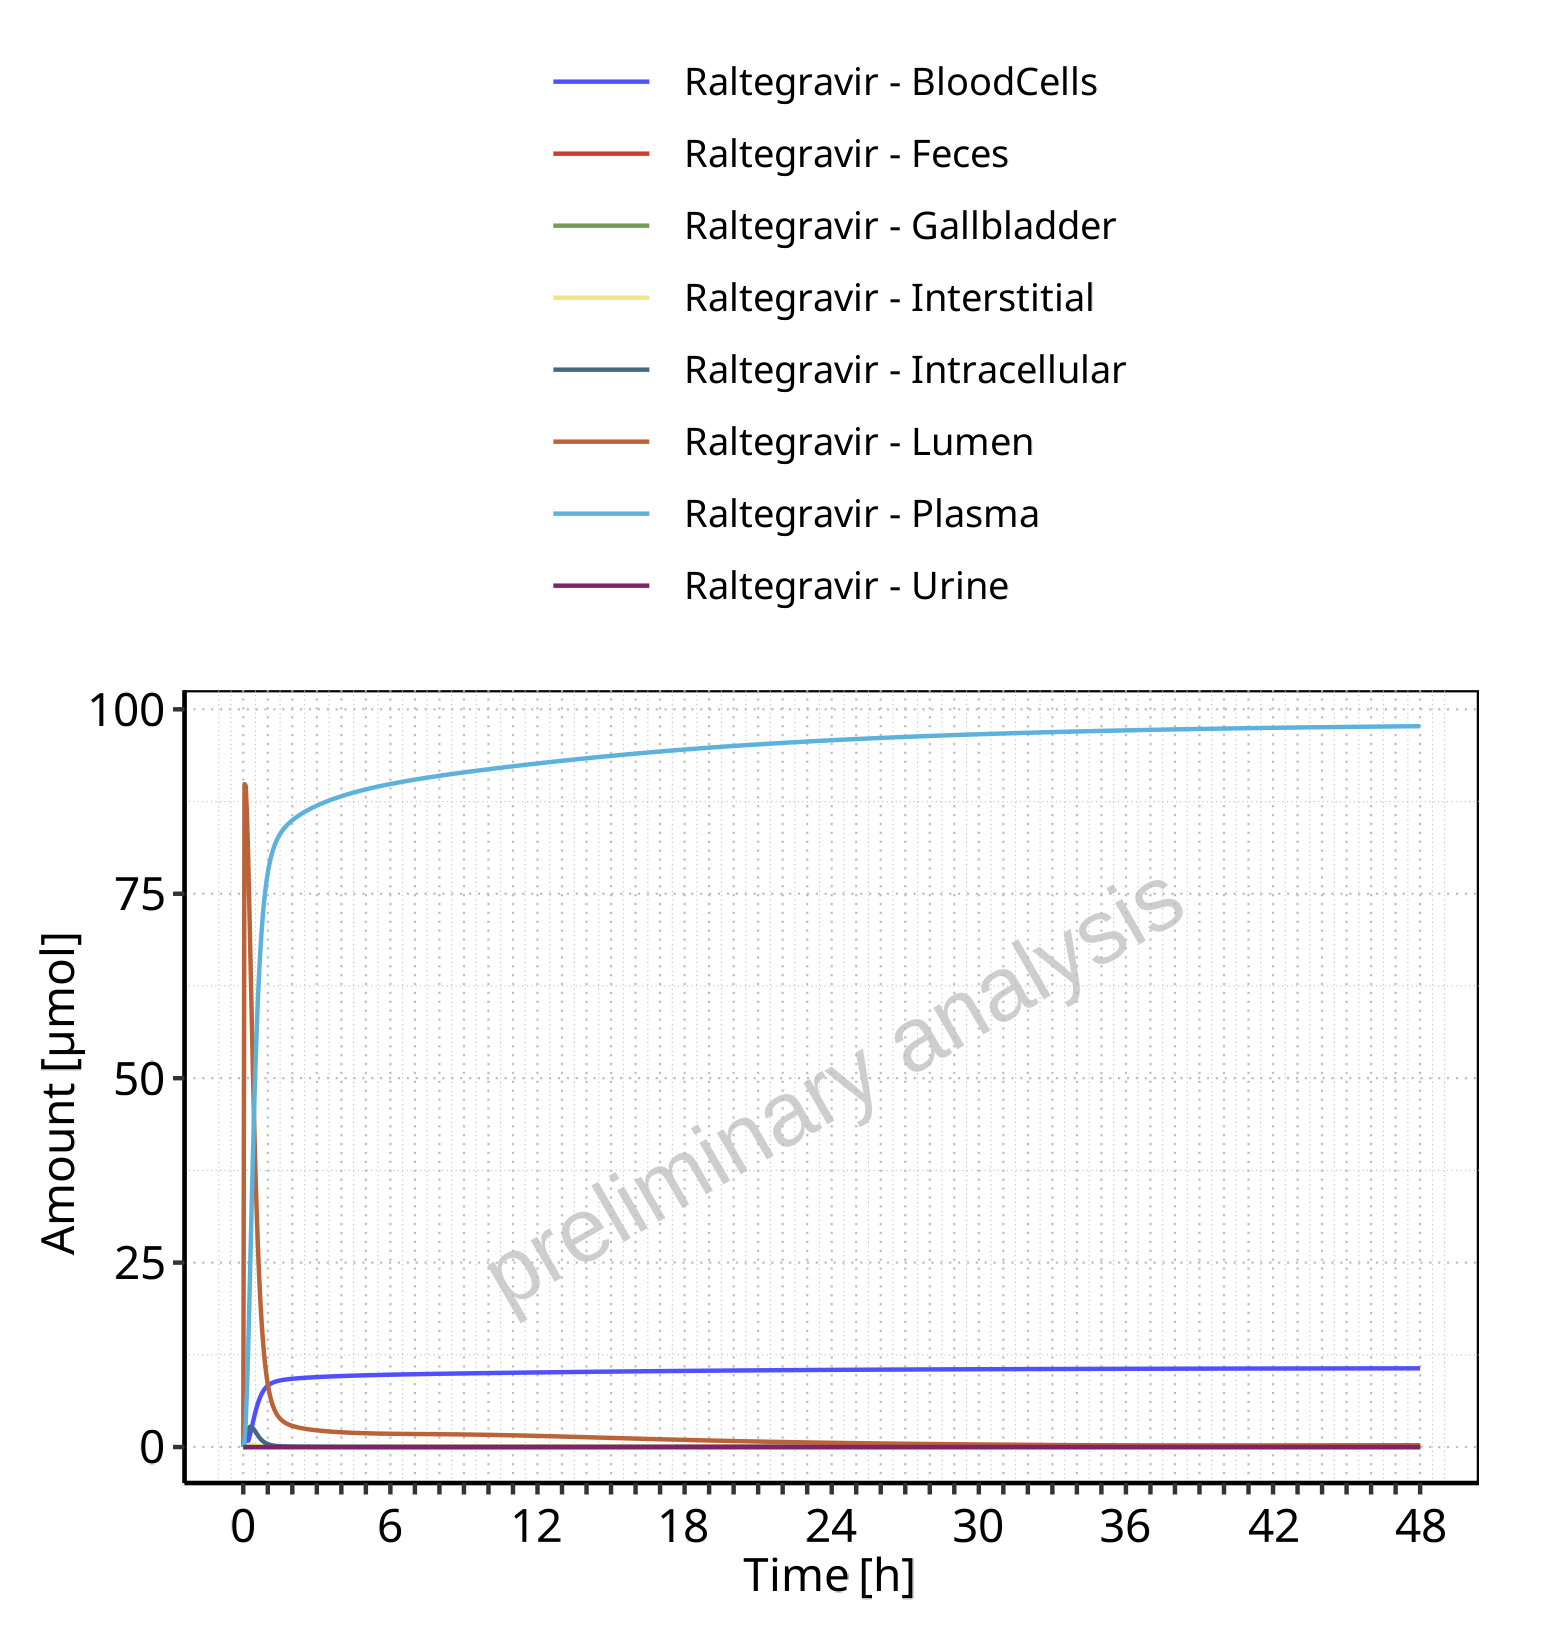 Raltegravir - BloodCells
Raltegravir - Feces
Raltegravir - Gallbladder
Raltegravir - Interstitial
Raltegravir - Intracellular
Raltegravir - Lumen
Raltegravir - Plasma
Raltegravir - Urine
100
75
50
25
0
Amount [µmol]
preliminary analysis
0 6 12 18 24 30 36 42 48
Time [h]